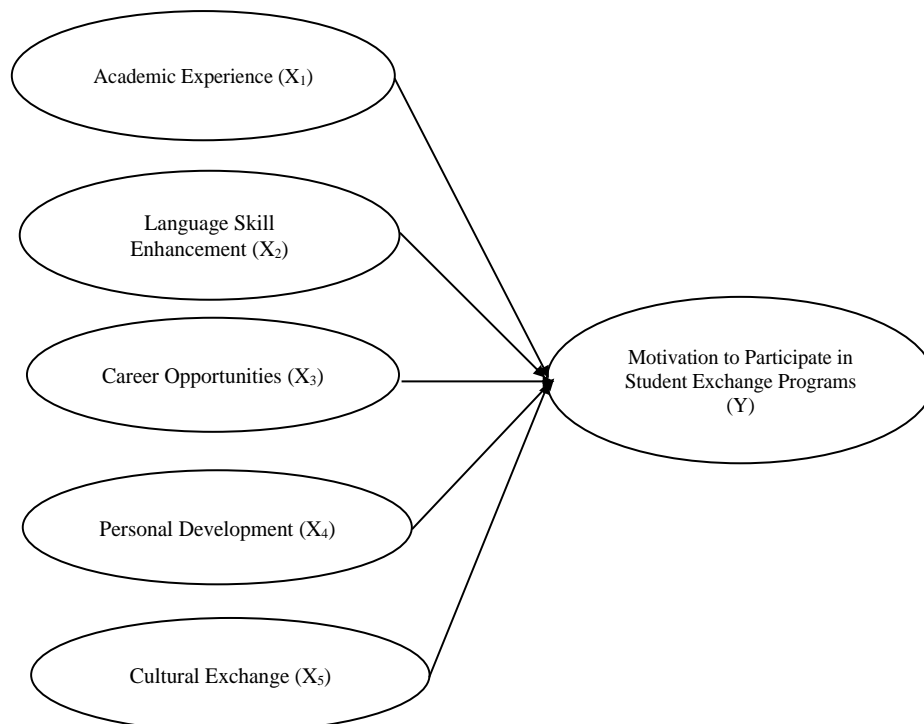 Academic Experience (X₁)
Language Skill
Enhancement (X₂)
Career Opportunities (X₃)
Personal Development (X₄)
Cultural Exchange (X₅)
Motivation to Participate in
Student Exchange Programs
(Y)